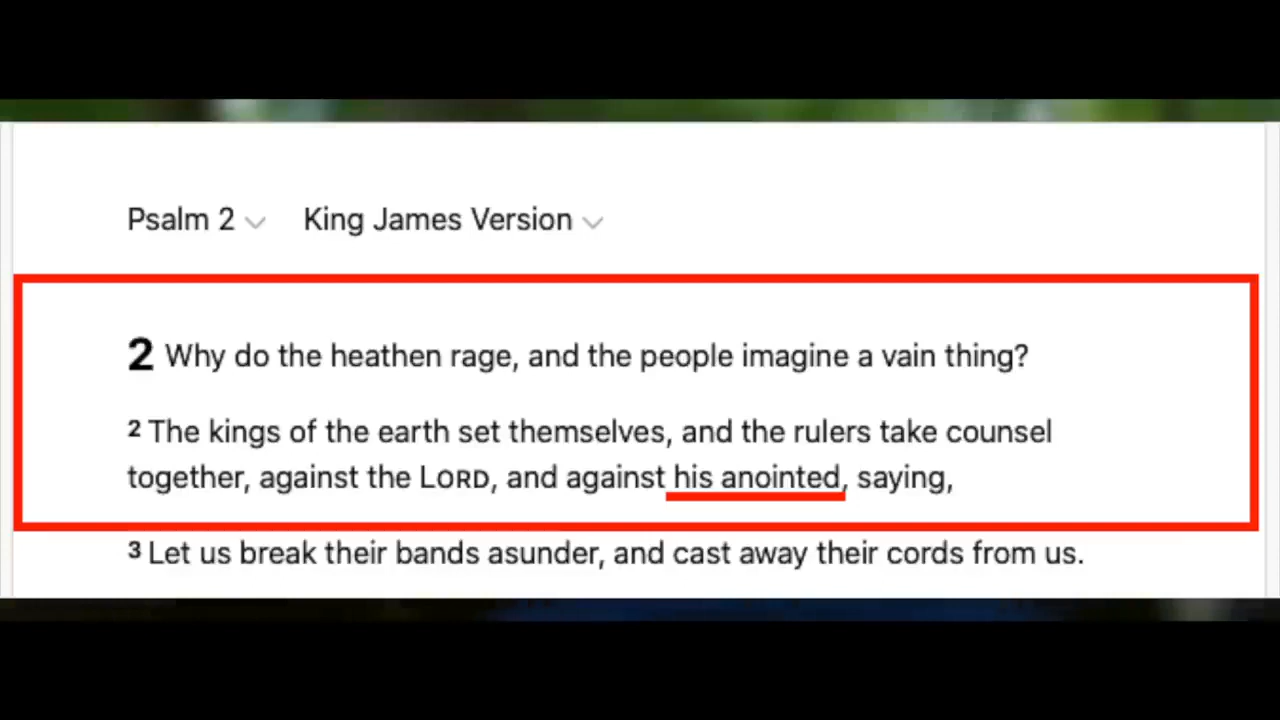 Psalm 2 King James Version
2 Why do the heathen rage, and the people imagine a vain thing?
2 The kings of the earth set themselves, and the rulers take counsel
together, against the LORD, and against his anointed, saying,
3 Let us break their bands asunder, and cast away their cords from us.